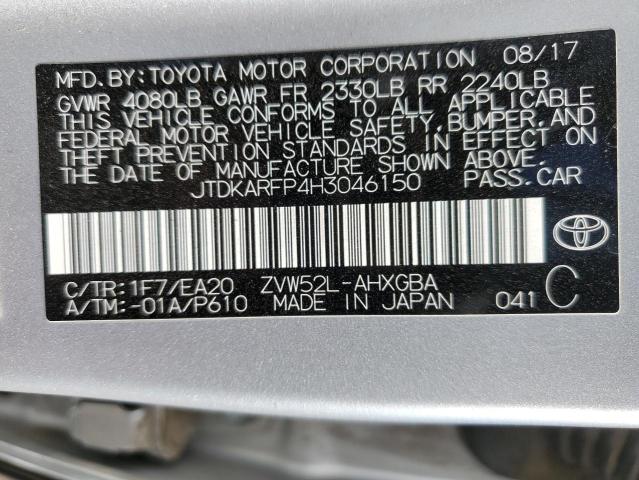 MFD.BY:TOYOTA MOTOR CORPORATION 08/17
GVWR 4080LB GAWR FR 2330LB RR 2240LB
THIS VEHICLE CONFORMS TO ALL APPLICABLE
FEDERAL MOTOR VEHICLE SAFETY,BUMPER,AND
THEFT PREVENTION STANDARDS IN EFFECT ON
THE DATE OF MANUFACTURE SHOWN ABOVE.
JTDKARFP4H3046150 PASS.CAR
C/TR:1F7/EA20 ZVW52L-AHXGBA
A/TM:-01A/P610 MADE IN JAPAN 041 C